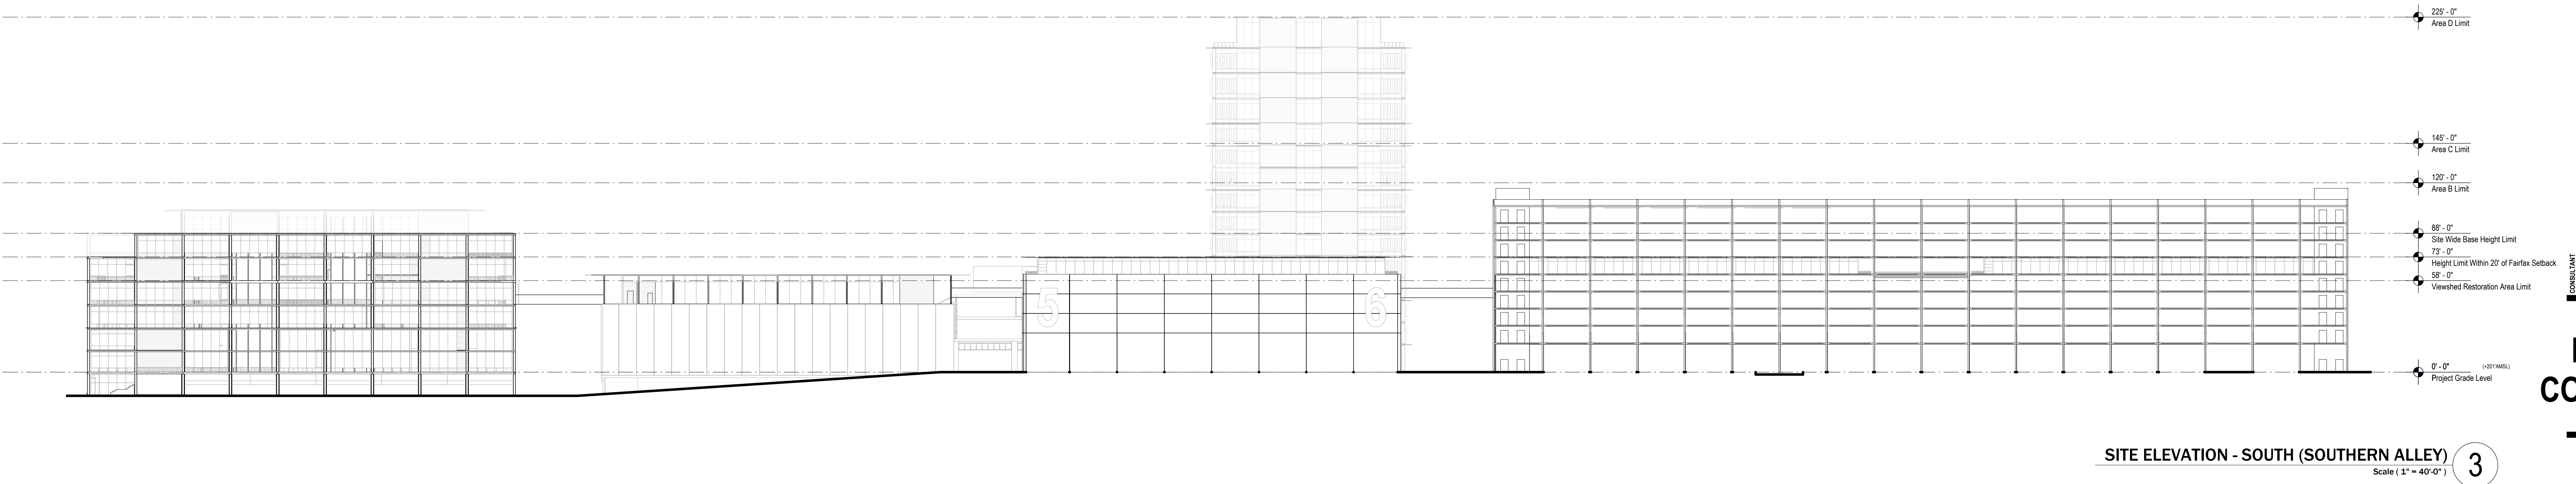 225' - 0"
Area D Limit
145' - 0"
Area C Limit
120' - 0"
Area B Limit
88' - 0"
Site Wide Base Height Limit
73' - 0"
Height Limit Within 20' of Fairfax Setback
58' - 0"
Viewshed Restoration Area Limit
CONSULTANT
5
6
0' - 0" (+201'AMSL)
Project Grade Level
SITE ELEVATION - SOUTH (SOUTHERN ALLEY)
3
Scale ( 1" = 40'-0" )